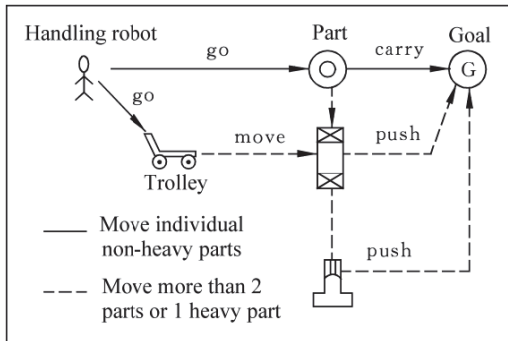 Handling robot
go
Part
carry
Goal
G
go
move
push
Trolley
push
Move individual
non-heavy parts
Move more than 2
parts or 1 heavy part